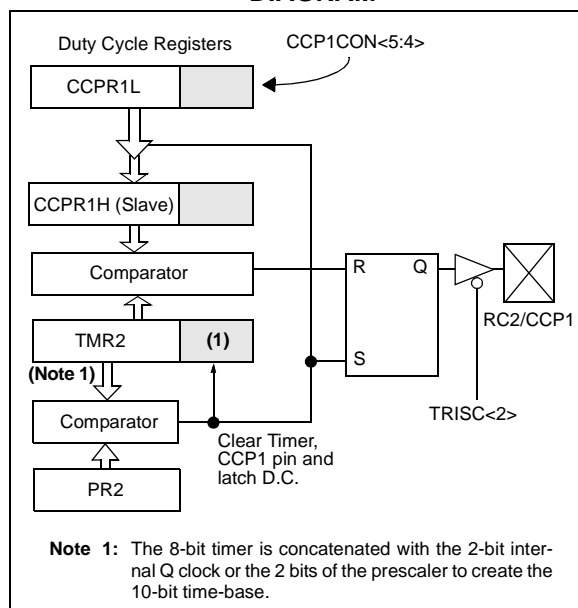 DIAGRAM
Duty Cycle Registers
CCP1CON<5:4>
CCPR1L
CCPR1H (Slave)
Comparator
R
Q
RC2/CCP1
TMR2
(1)
(Note 1)
S
TRISC<2>
Comparator
Clear Timer,
CCP1 pin and
latch D.C.
PR2
Note 1: The 8-bit timer is concatenated with the 2-bit inter-
nal Q clock or the 2 bits of the prescaler to create the
10-bit time-base.